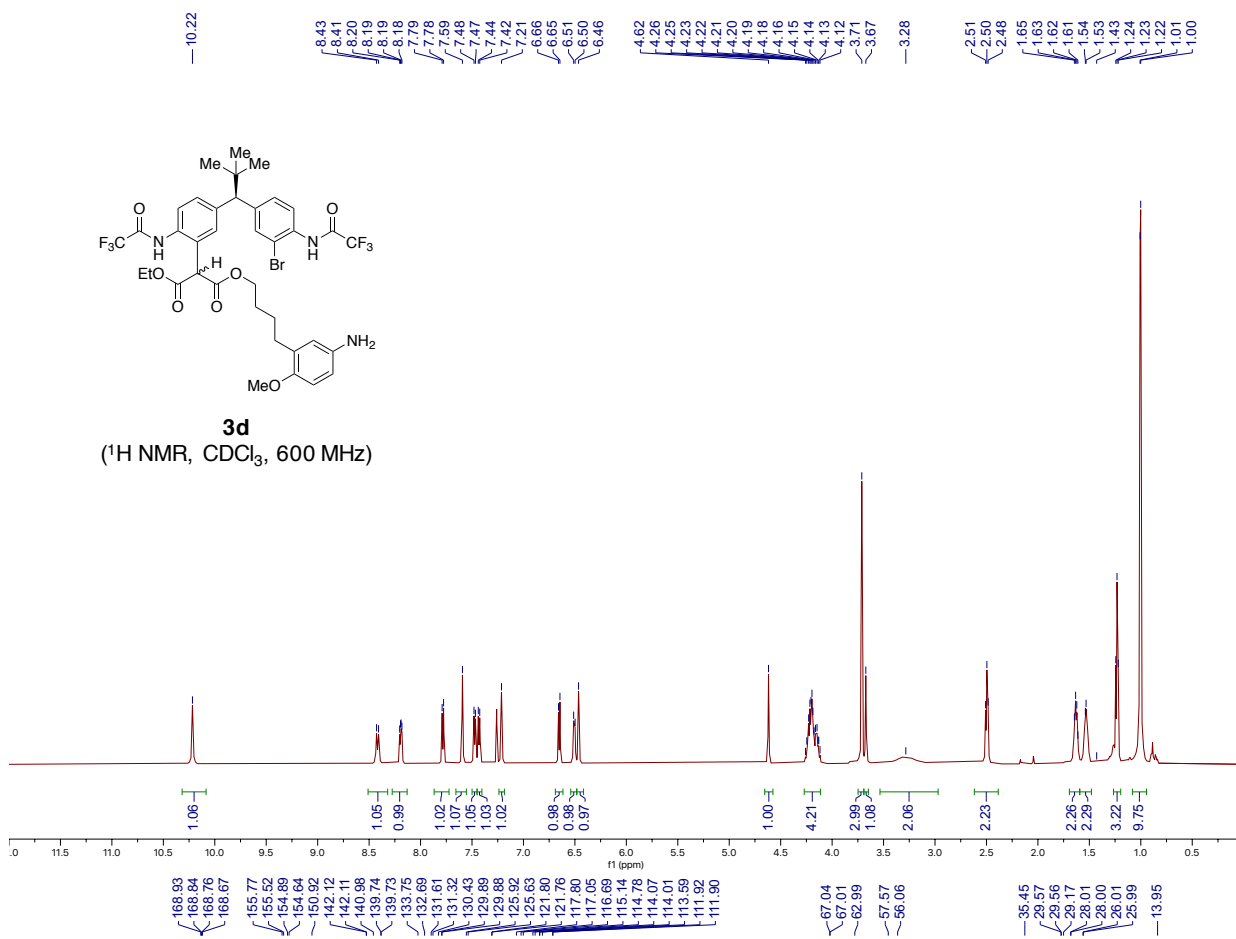 10.22 8.43 8.41 8.20 8.19 8.19 8.18 7.79 7.78 7.59 7.48 7.47 7.44 7.42 7.21 6.66 6.65 6.51 6.50 6.46 4.62 4.26 4.25 4.23 4.22 4.21 4.20 4.19 4.18 4.16 4.15 4.14 4.13 4.12 3.71 3.67 3.28 2.51 2.50 2.48 1.65 1.63 1.62 1.61 1.54 1.53 1.43 1.24 1.23 1.22 1.01 1.00
Me
Me
Me
O
O
F3C
N
H
N
H
CF3
Br
H
EtO
O
O
O
NH2
MeO
3d
(1H NMR, CDCl3, 600 MHz)
1.06 1.05 0.99 1.02 1.07 1.05 1.03 1.02 0.98 0.98 0.97 1.00 4.21 2.99 1.08 2.06 2.23 2.26 2.29 3.22 9.75
.0 11.5 11.0 10.5 10.0 9.5 9.0 8.5 8.0 7.5 7.0 6.5 6.0 5.5 5.0 4.5 4.0 3.5 3.0 2.5 2.0 1.5 1.0 0.5
f1 (ppm)
168.93 168.84 168.76 168.67 155.77 155.52 154.89 154.64 150.92 142.12 142.11 140.98 139.74 139.73 133.75 132.69 131.61 131.32 130.43 129.89 129.88 125.92 125.63 121.80 121.76 117.80 117.05 116.69 115.14 114.78 114.07 114.01 113.59 111.92 111.90 67.04 67.01 62.99 57.57 56.06 35.45 29.57 29.56 29.17 28.01 28.00 26.01 25.99 13.95